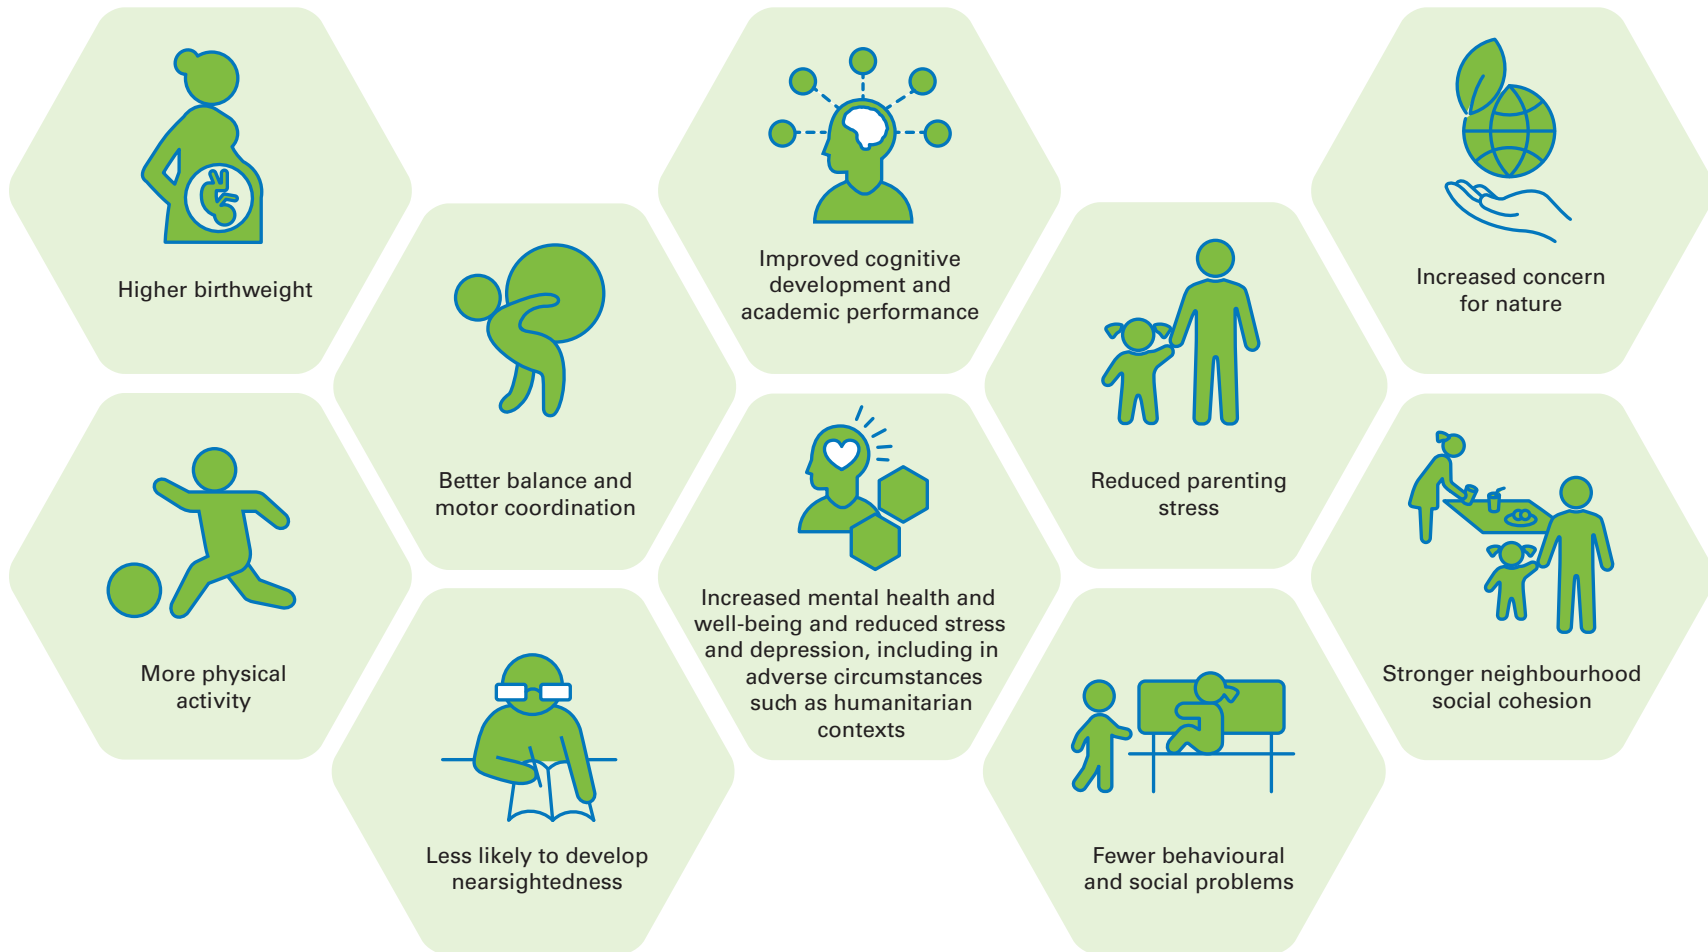 Higher birthweight
Improved cognitive
development and
academic performance
Increased concern
for nature
Better balance and
motor coordination
Reduced parenting
stress
More physical
activity
Increased mental health and
well-being and reduced stress
and depression, including in
adverse circumstances
such as humanitarian
contexts
Stronger neighbourhood
social cohesion
Less likely to develop
nearsightedness
Fewer behavioural
and social problems